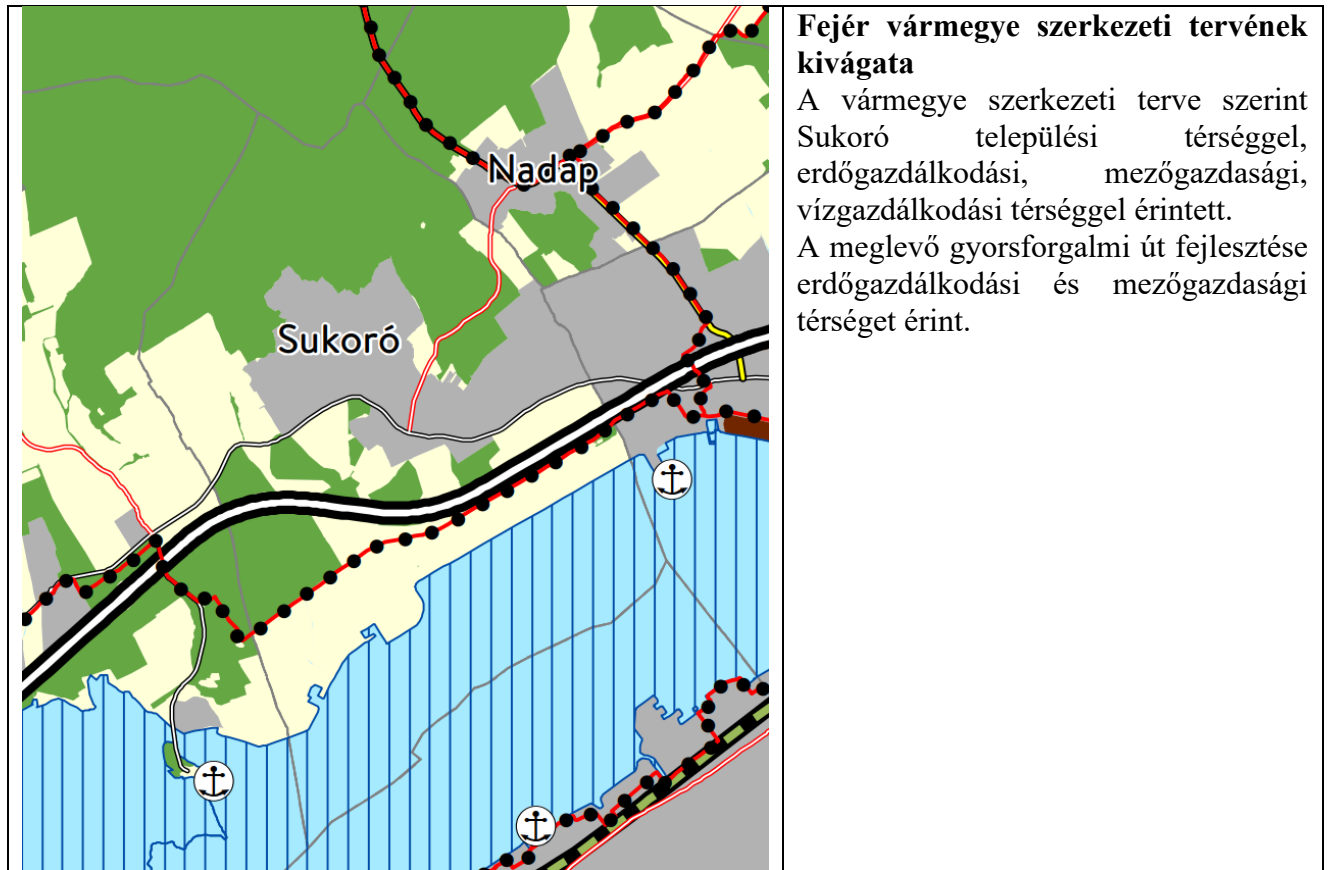 Nadap
Sukoró
Fejér vármegye szerkezeti tervének
kivágata
A vármegye szerkezeti terve szerint
Sukoró települési térséggel,
erdőgazdálkodási, mezőgazdasági,
vízgazdálkodási térséggel érintett.
A meglevő gyorsforgalmi út fejlesztése
erdőgazdálkodási és mezőgazdasági
térséget érint.